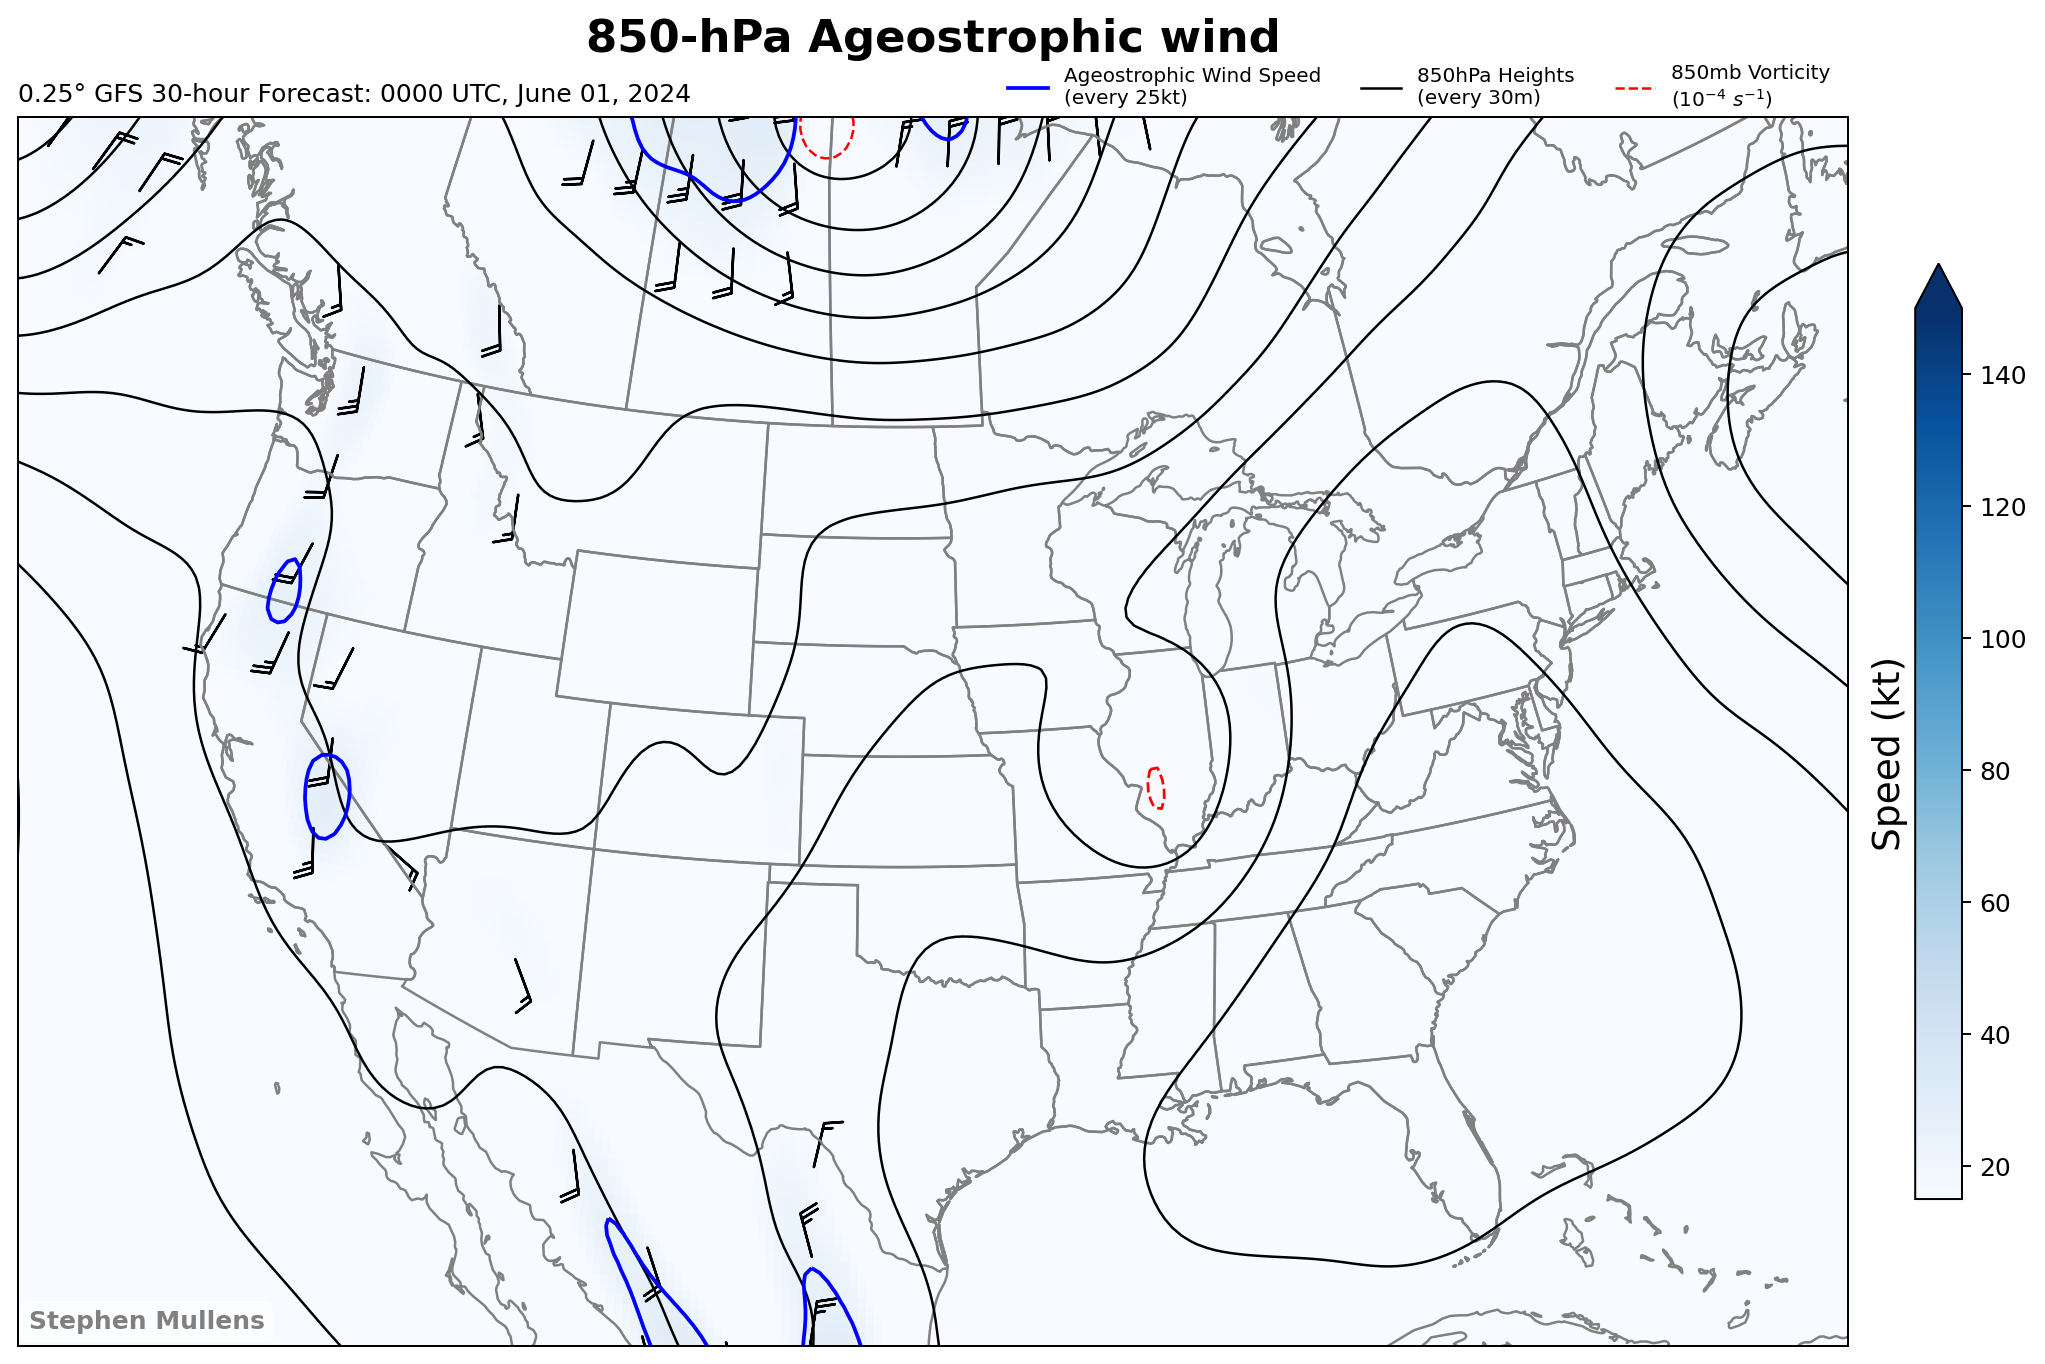 850-hPa Ageostrophic wind
0.25° GFS 30-hour Forecast: 0000 UTC, June 01, 2024
Ageostrophic Wind Speed
(every 25kt)
850hPa Heights
(every 30m)
850mb Vorticity
(10⁻⁴ s⁻¹)
140
120
100
80
60
40
20
Speed (kt)
Stephen Mullens